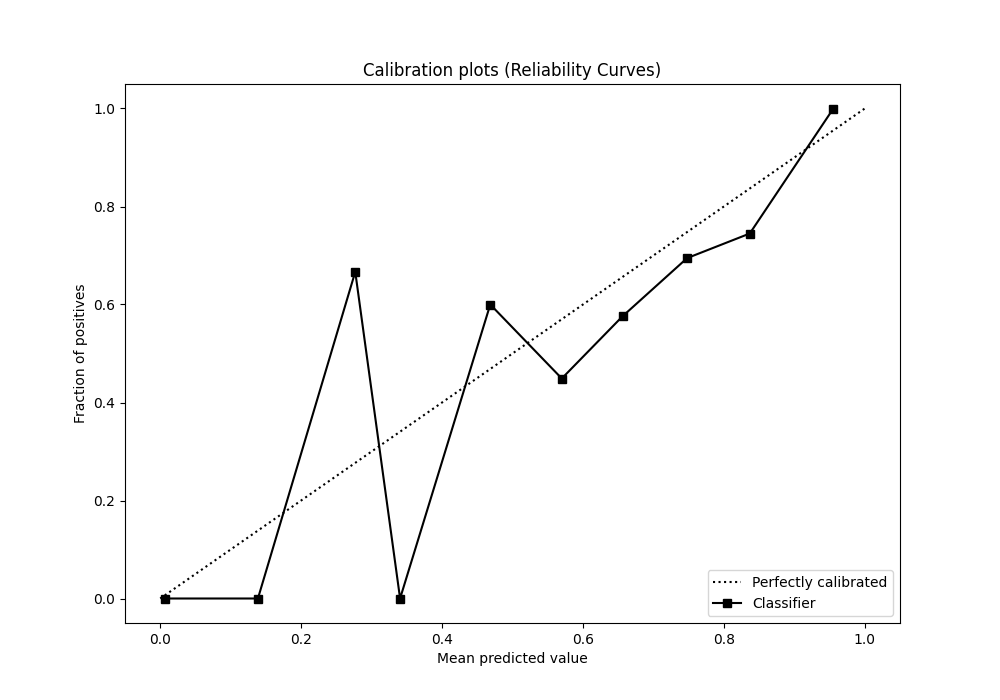 Calibration plots (Reliability Curves)
1.0
0.8
0.6
0.4
0.2
0.0
Fraction of positives
0.0 0.2 0.4 0.6 0.8 1.0
Mean predicted value
Perfectly calibrated
Classifier